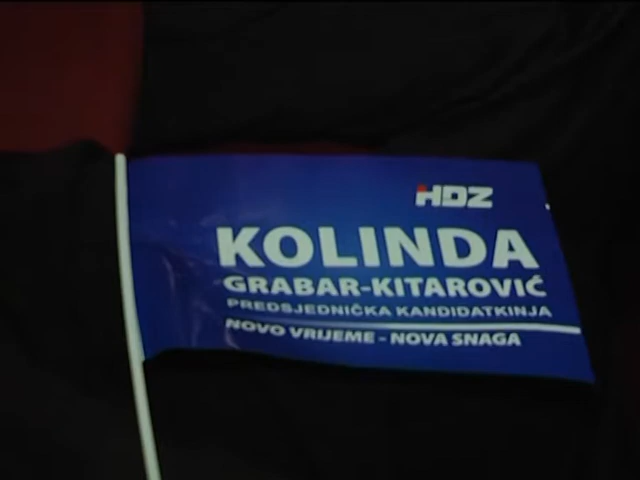 HDZ
KOLINDA
GRABAR-KITAROVIĆ
PREDSJEDNIČKA KANDIDATKINJA
NOVO VRIJEME - NOVA SNAGA